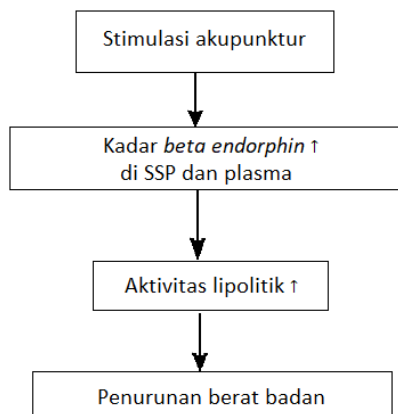 Stimulasi akupunktur
Kadar beta endorphin ↑
di SSP dan plasma
Aktivitas lipolitik ↑
Penurunan berat badan